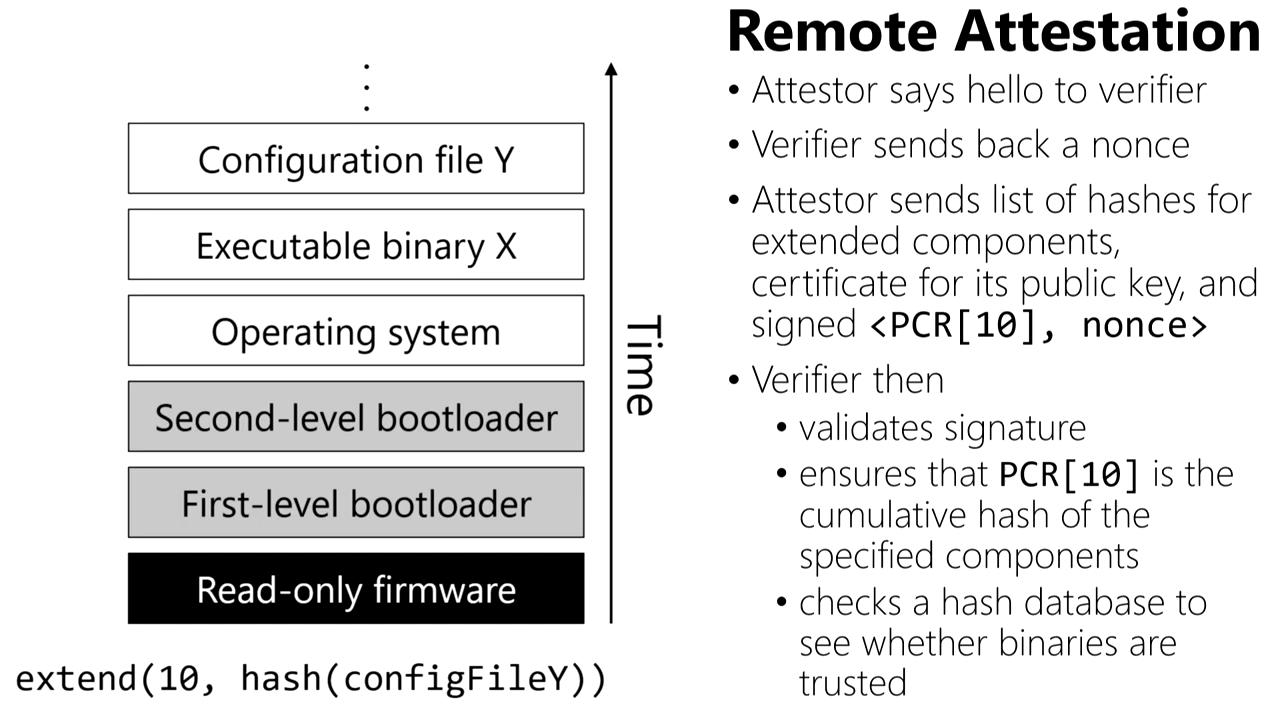 Remote Attestation
• Attestor says hello to verifier
• Verifier sends back a nonce
• Attestor sends list of hashes for
extended components,
certificate for its public key, and
signed <PCR[10], nonce>
• Verifier then
• validates signature
• ensures that PCR[10] is the
cumulative hash of the
specified components
• checks a hash database to
see whether binaries are
trusted
Configuration file Y
Executable binary X
Operating system
Second-level bootloader
First-level bootloader
Read-only firmware
Time
extend(10, hash(configFileY))